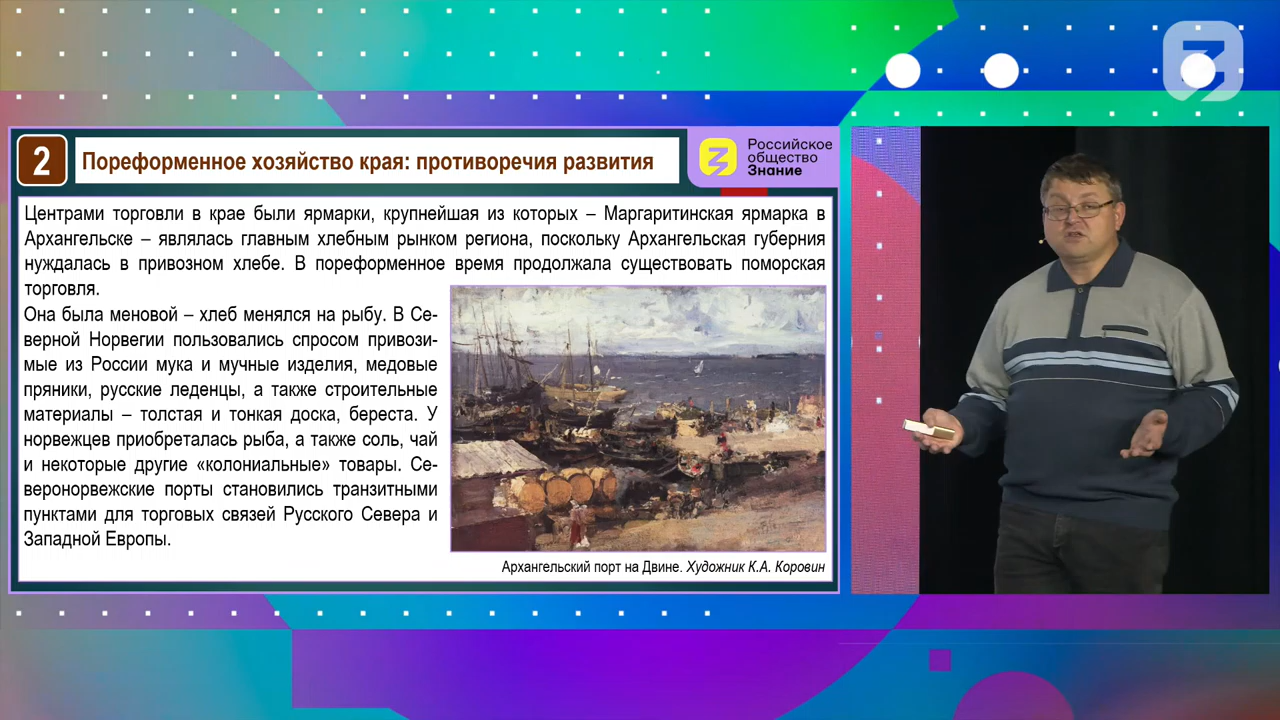 2
Пореформенное хозяйство края: противоречия развития
Российское
общество
Знание
Центрами торговли в крае были ярмарки, крупнейшая из которых – Маргаритинская ярмарка в
Архангельске – являлась главным хлебным рынком региона, поскольку Архангельская губерния
нуждалась в привозном хлебе. В пореформенное время продолжала существовать поморская
торговля.
Она была меновой – хлеб менялся на рыбу. В Се-
верной Норвегии пользовались спросом привози-
мые из России мука и мучные изделия, медовые
пряники, русские леденцы, а также строительные
материалы – толстая и тонкая доска, береста. У
норвежцев приобреталась рыба, а также соль, чай
и некоторые другие «колониальные» товары. Се-
веронорвежские порты становились транзитными
пунктами для торговых связей Русского Севера и
Западной Европы.
Архангельский порт на Двине. Художник К.А. Коровин